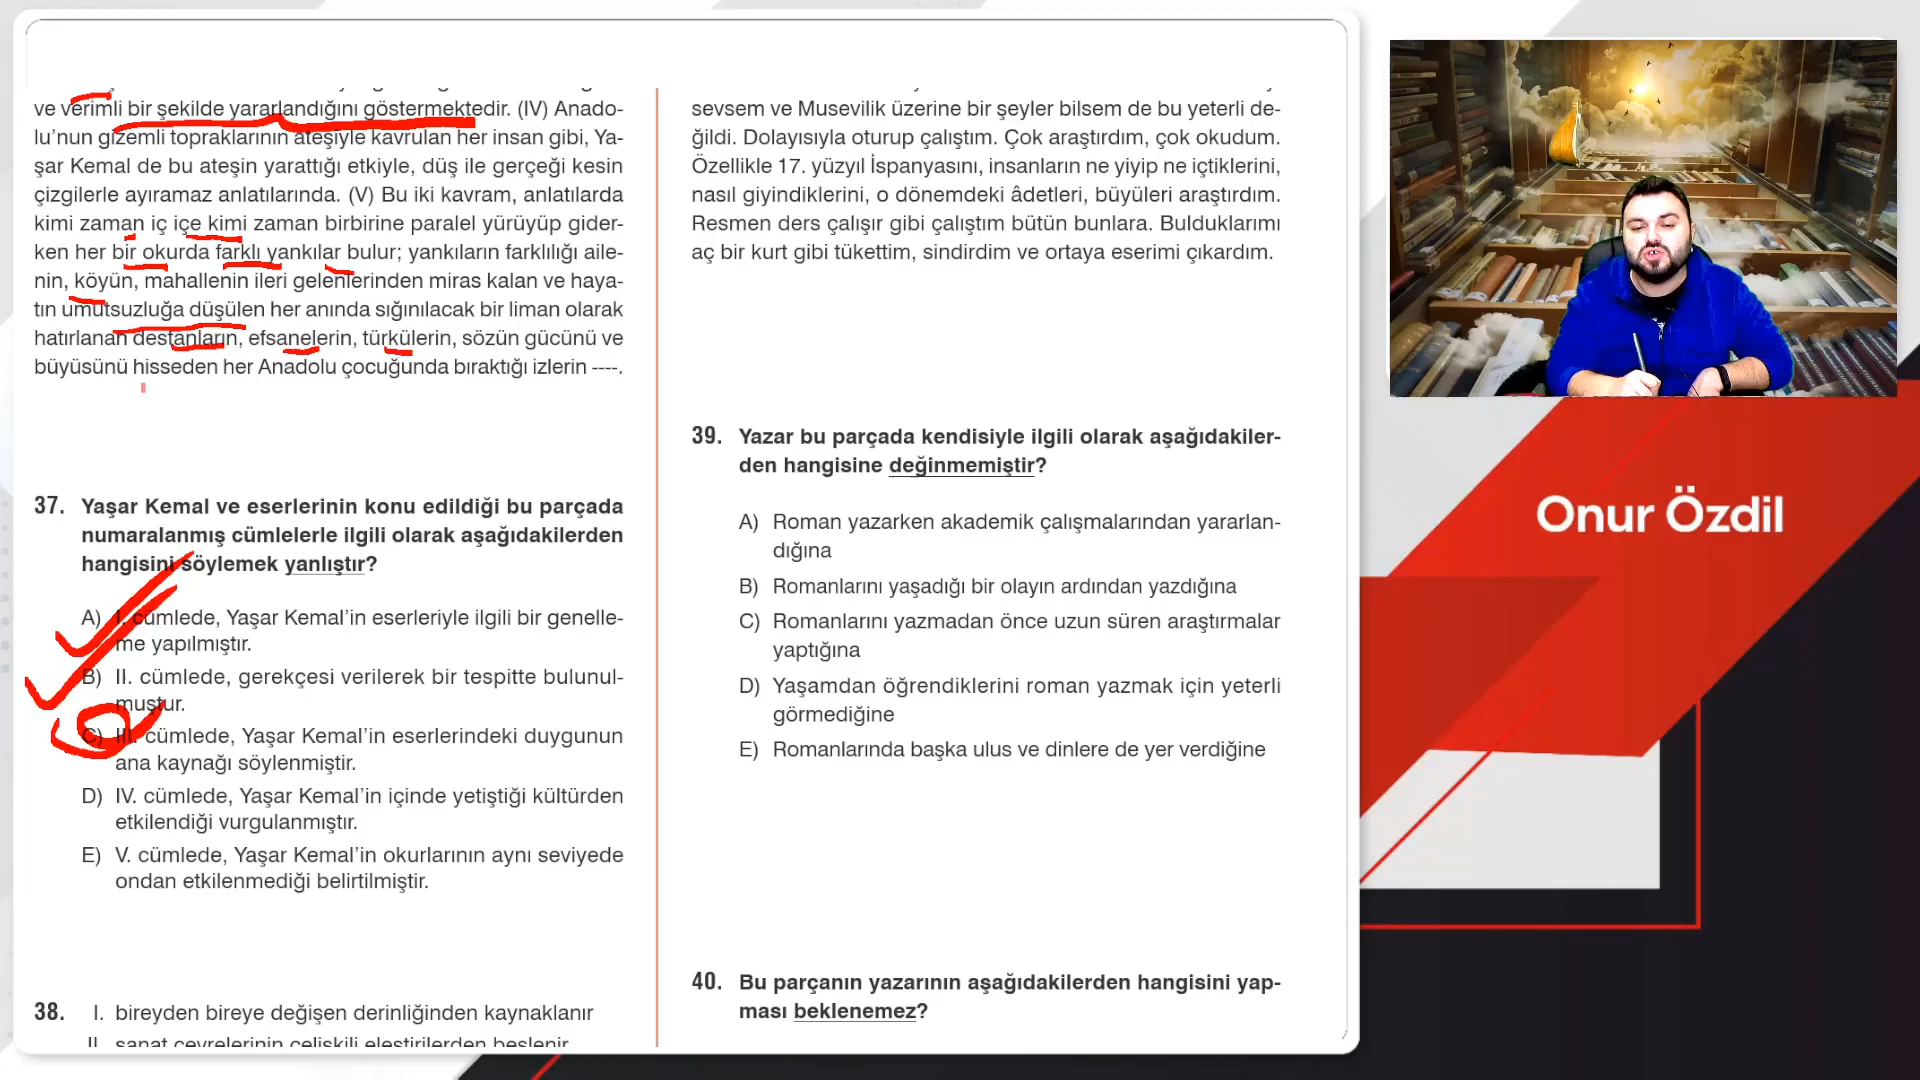 ve verimli bir şekilde yararlandığını göstermektedir. (IV) Anado-
lu’nun gizemli topraklarının ateşiyle kavrulan her insan gibi, Ya-
şar Kemal de bu ateşin yarattığı etkiyle, düş ile gerçeği kesin
çizgilerle ayıramaz anlatılarında. (V) Bu iki kavram, anlatılarda
kimi zaman iç içe kimi zaman birbirine paralel yürüyüp gider-
ken her bir okurda farklı yankılar bulur; yankıların farklılığı aile-
nin, köyün, mahallenin ileri gelenlerinden miras kalan ve haya-
tın umutsuzluğa düşülen her anında sığınılacak bir liman olarak
hatırlanan destanların, efsanelerin, türkülerin, sözün gücünü ve
büyüsünü hisseden her Anadolu çocuğunda bıraktığı izlerin ----.
37. Yaşar Kemal ve eserlerinin konu edildiği bu parçada
numaralanmış cümlelerle ilgili olarak aşağıdakilerden
hangisini söylemek yanlıştır?
A) I. cümlede, Yaşar Kemal’in eserleriyle ilgili bir genelle-
me yapılmıştır.
B) II. cümlede, gerekçesi verilerek bir tespitte bulunul-
muştur.
C) III. cümlede, Yaşar Kemal’in eserlerindeki duygunun
ana kaynağı söylenmiştir.
D) IV. cümlede, Yaşar Kemal’in içinde yetiştiği kültürden
etkilendiği vurgulanmıştır.
E) V. cümlede, Yaşar Kemal’in okurlarının aynı seviyede
ondan etkilenmediği belirtilmiştir.
38. I. bireyden bireye değişen derinliğinden kaynaklanır
II. sanat çevrelerinin çelişkili eleştirilerden beslenir
sevsem ve Musevilik üzerine bir şeyler bilsem de bu yeterli de-
ğildi. Dolayısıyla oturup çalıştım. Çok araştırdım, çok okudum.
Özellikle 17. yüzyıl İspanyasını, insanların ne yiyip ne içtiklerini,
nasıl giyindiklerini, o dönemdeki âdetleri, büyüleri araştırdım.
Resmen ders çalışır gibi çalıştım bütün bunlara. Bulduklarımı
aç bir kurt gibi tükettim, sindirdim ve ortaya eserimi çıkardım.
39. Yazar bu parçada kendisiyle ilgili olarak aşağıdakiler-
den hangisine değinmemiştir?
A) Roman yazarken akademik çalışmalarından yararlan-
dığına
B) Romanlarını yaşadığı bir olayın ardından yazdığına
C) Romanlarını yazmadan önce uzun süren araştırmalar
yaptığına
D) Yaşamdan öğrendiklerini roman yazmak için yeterli
görmediğine
E) Romanlarında başka ulus ve dinlere de yer verdiğine
40. Bu parçanın yazarının aşağıdakilerden hangisini yap-
ması beklenemez?
Onur Özdil